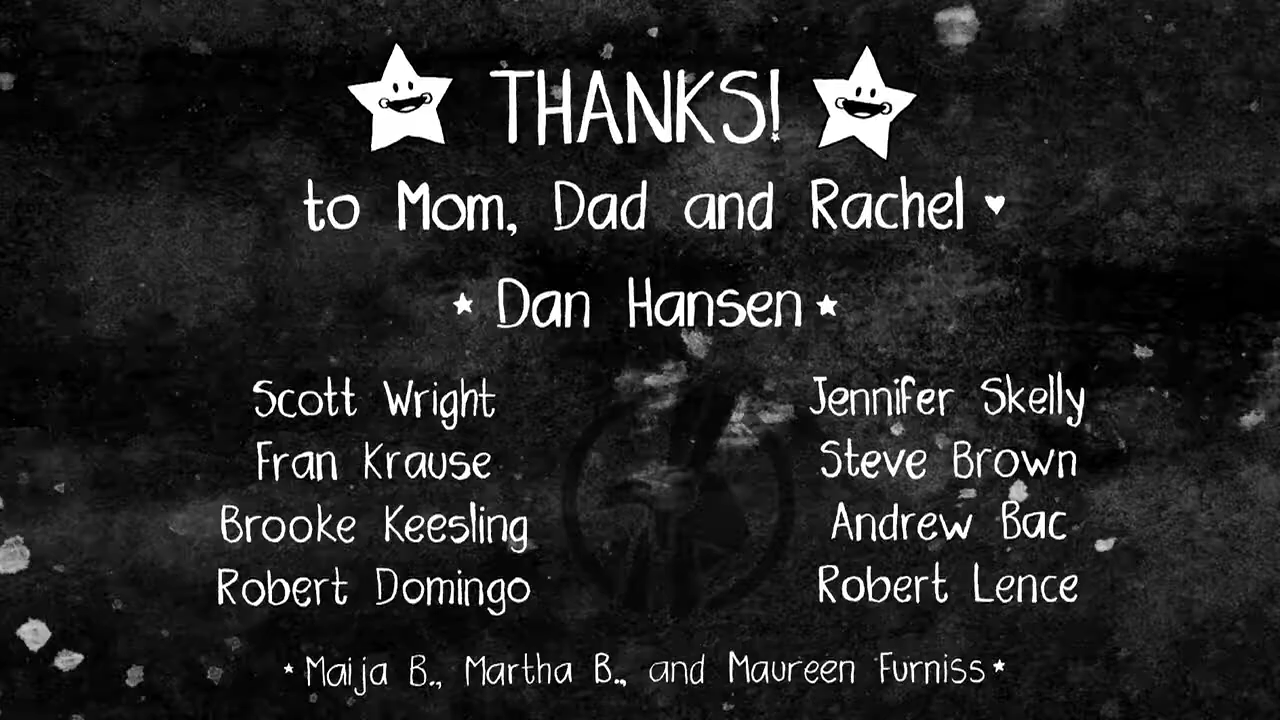 THANKS!
to Mom, Dad and Rachel ♥
★ Dan Hansen ★
Scott Wright
Fran Krause
Brooke Keesling
Robert Domingo
Jennifer Skelly
Steve Brown
Andrew Bac
Robert Lence
★ Maija B., Martha B., and Maureen Furniss ★